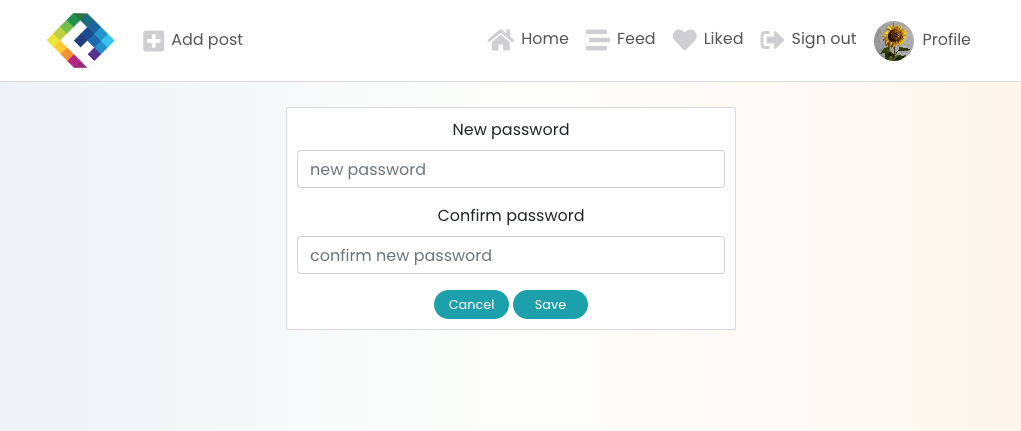 Add post
Home
Feed
Liked
Sign out
Profile
New password
new password
Confirm password
confirm new password
Cancel
Save